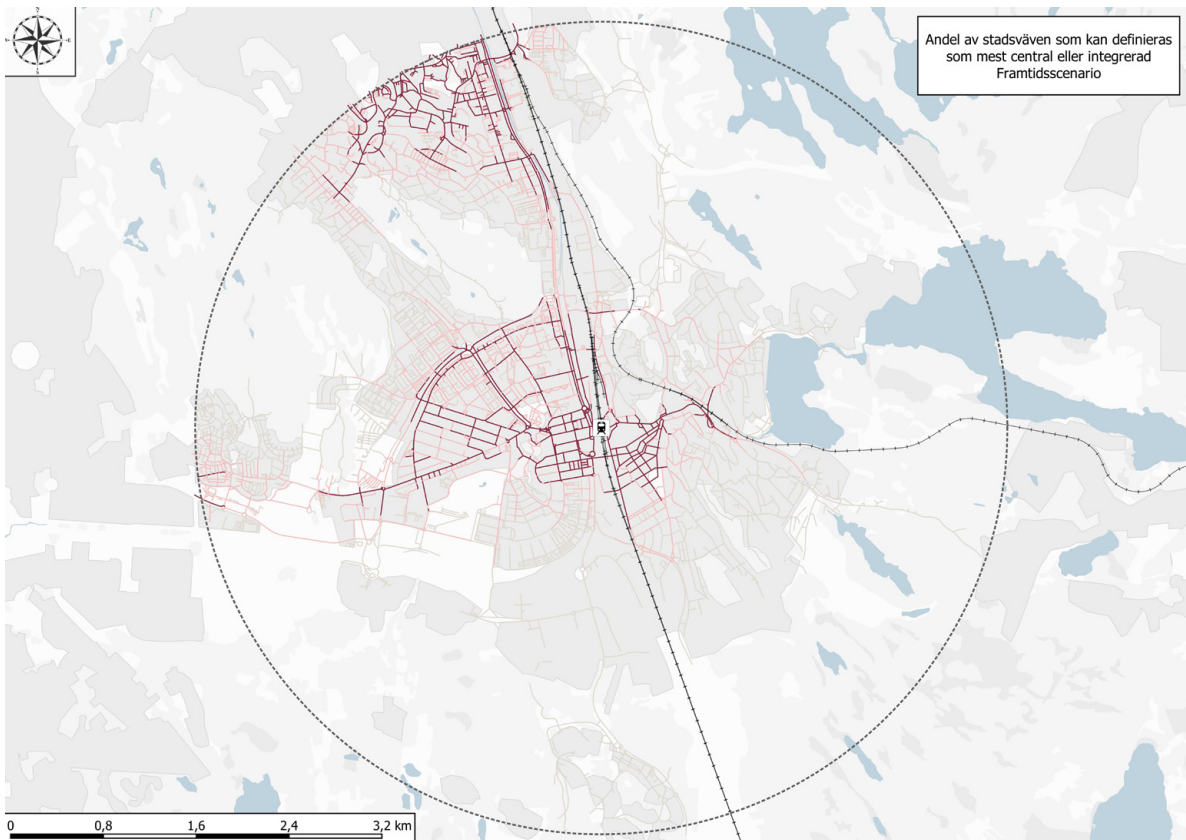 Andel av stadsväven som kan definieras
som mest central eller integrerad
Framtidsscenario
0 0,8 1,6 2,4 3,2 km